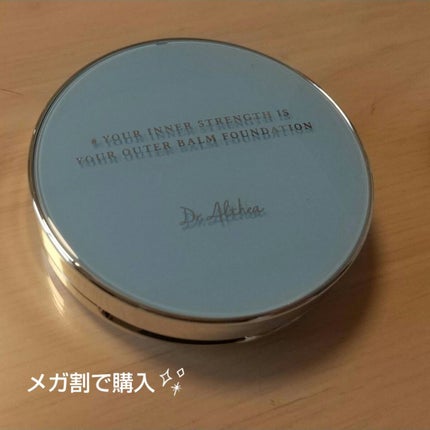 # YOUR INNER STRENGTH IS
YOUR OUTER BALM FOUNDATION
Dr. Althea
メガ割で購入